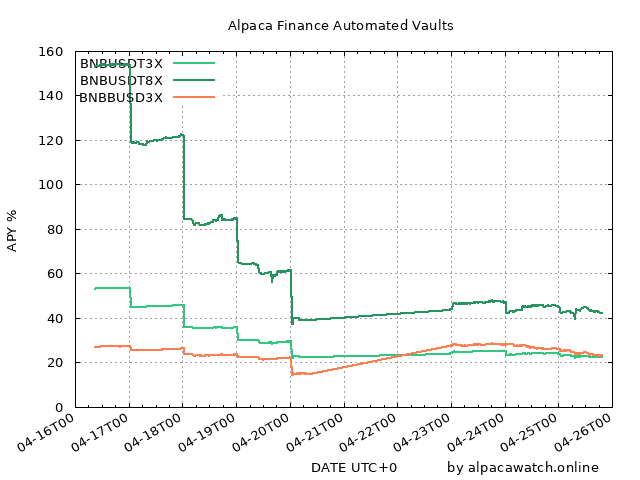 Alpaca Finance Automated Vaults
160
140
120
100
80
60
40
20
0
APY %
BNBUSDT3X
BNBUSDT8X
BNBBUSD3X
04-16T00
04-17T00
04-18T00
04-19T00
04-20T00
04-21T00
04-22T00
04-23T00
04-24T00
04-25T00
04-26T00
DATE UTC+0
by alpacawatch.online